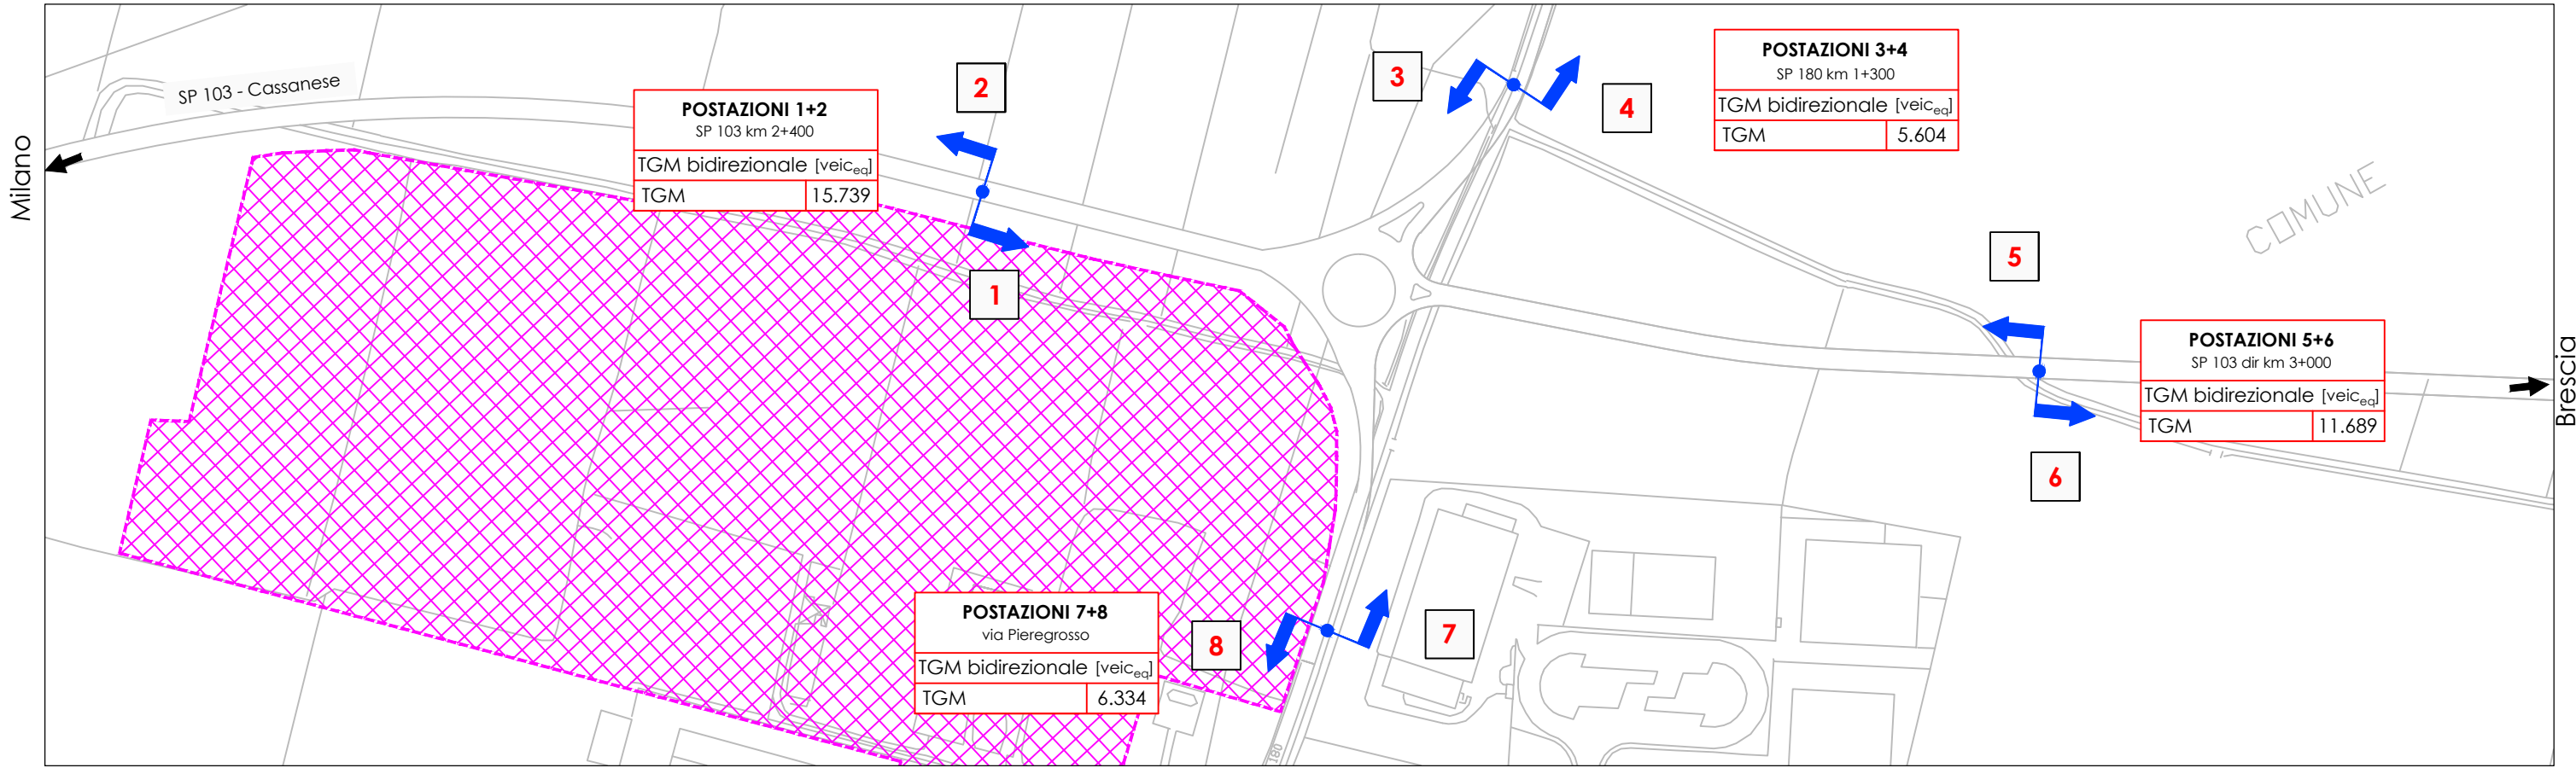 SP 103 - Cassanese
Milano
POSTAZIONI 1+2
SP 103 km 2+400
TGM bidirezionale [veiceq]
TGM 15.739
2
1
3
4
POSTAZIONI 3+4
SP 180 km 1+300
TGM bidirezionale [veiceq]
TGM 5.604
COMUNE
5
6
POSTAZIONI 5+6
SP 103 dir km 3+000
TGM bidirezionale [veiceq]
TGM 11.689
Brescia
POSTAZIONI 7+8
via Pieregrosso
TGM bidirezionale [veiceq]
TGM 6.334
8
7
180